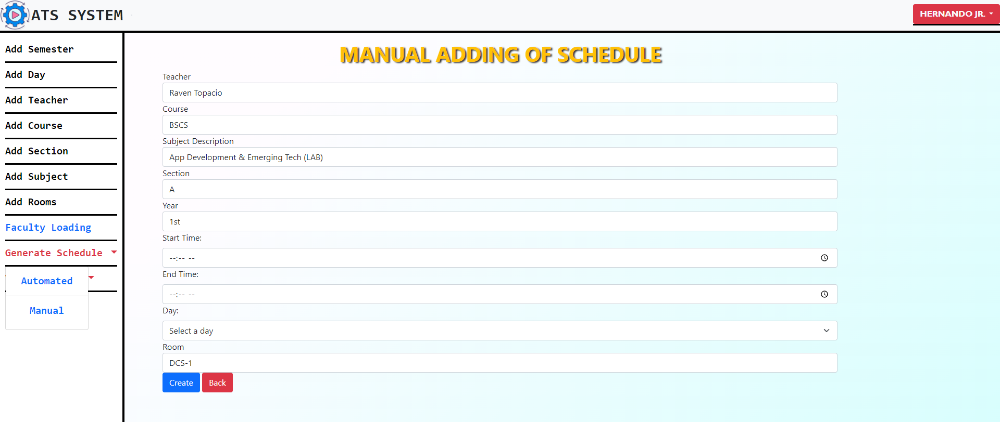 ATS SYSTEM
HERNANDO JR.
Add Semester
Add Day
Add Teacher
Add Course
Add Section
Add Subject
Add Rooms
Faculty Loading
Generate Schedule
Automated
Manual
MANUAL ADDING OF SCHEDULE
Teacher
Raven Topacio
Course
BSCS
Subject Description
App Development & Emerging Tech (LAB)
Section
A
Year
1st
Start Time:
--:-- --
End Time:
--:-- --
Day:
Select a day
Room
DCS-1
Create Back